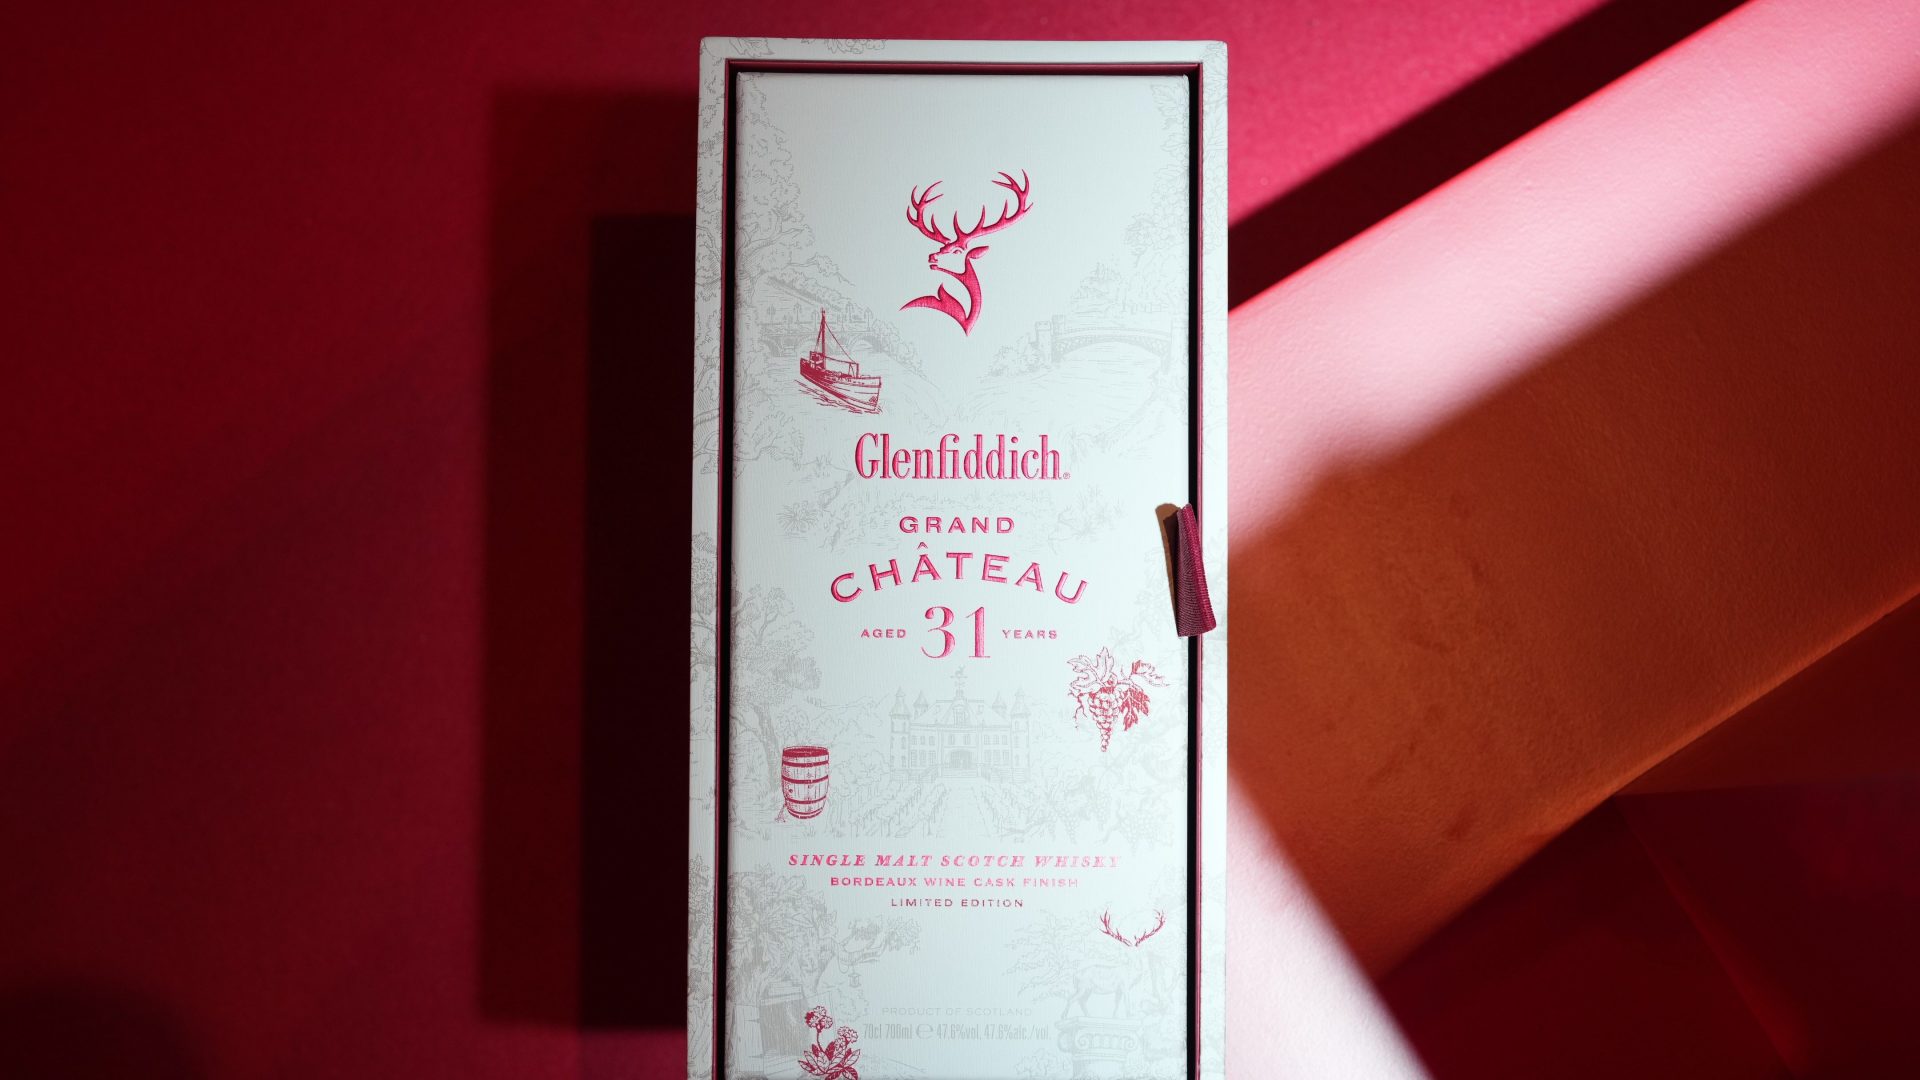 Glenfiddich®
GRAND
CHÂTEAU
AGED 31 YEARS
SINGLE MALT SCOTCH WHISKY
BORDEAUX WINE CASK FINISH
LIMITED EDITION
PRODUCT OF SCOTLAND
70cl 700ml ℮ 47.6%vol. 47.6%alc./vol.